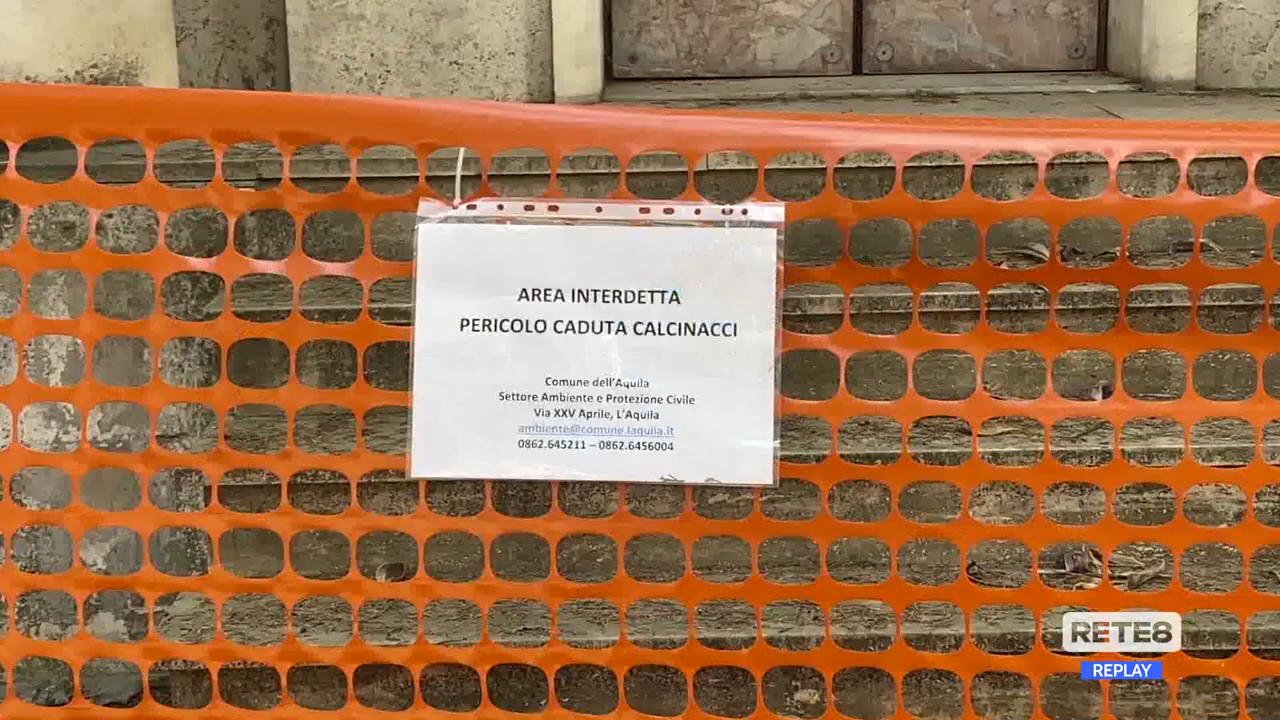 AREA INTERDETTA
PERICOLO CADUTA CALCINACCI
Comune dell'Aquila
Settore Ambiente e Protezione Civile
Via XXV Aprile, L'Aquila
ambiente@comune.laquila.it
0862.645211 – 0862.6456004
RETE8
REPLAY